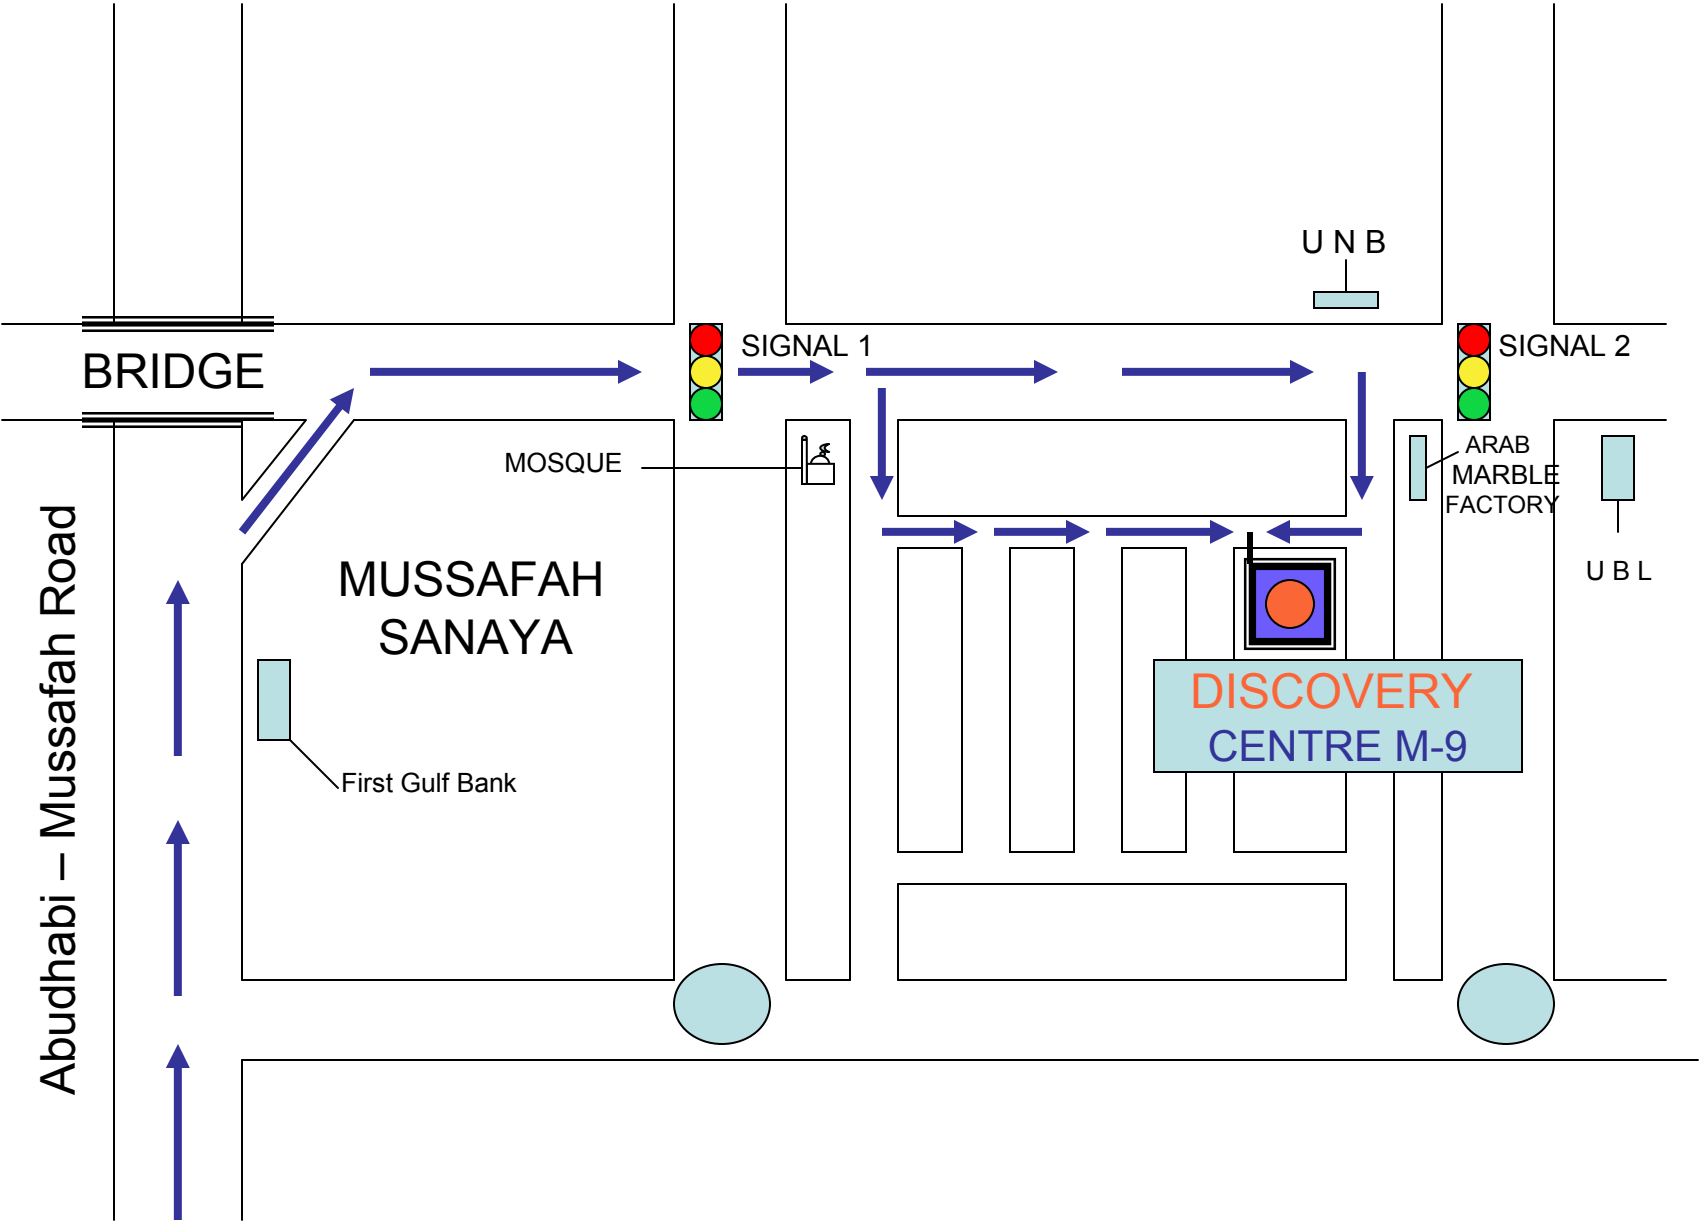 U N B
SIGNAL 1
SIGNAL 2
BRIDGE
MOSQUE
ARAB
MARBLE
FACTORY
U B L
Abudhabi – Mussafah Road
MUSSAFAH
SANAYA
DISCOVERY
CENTRE M-9
First Gulf Bank